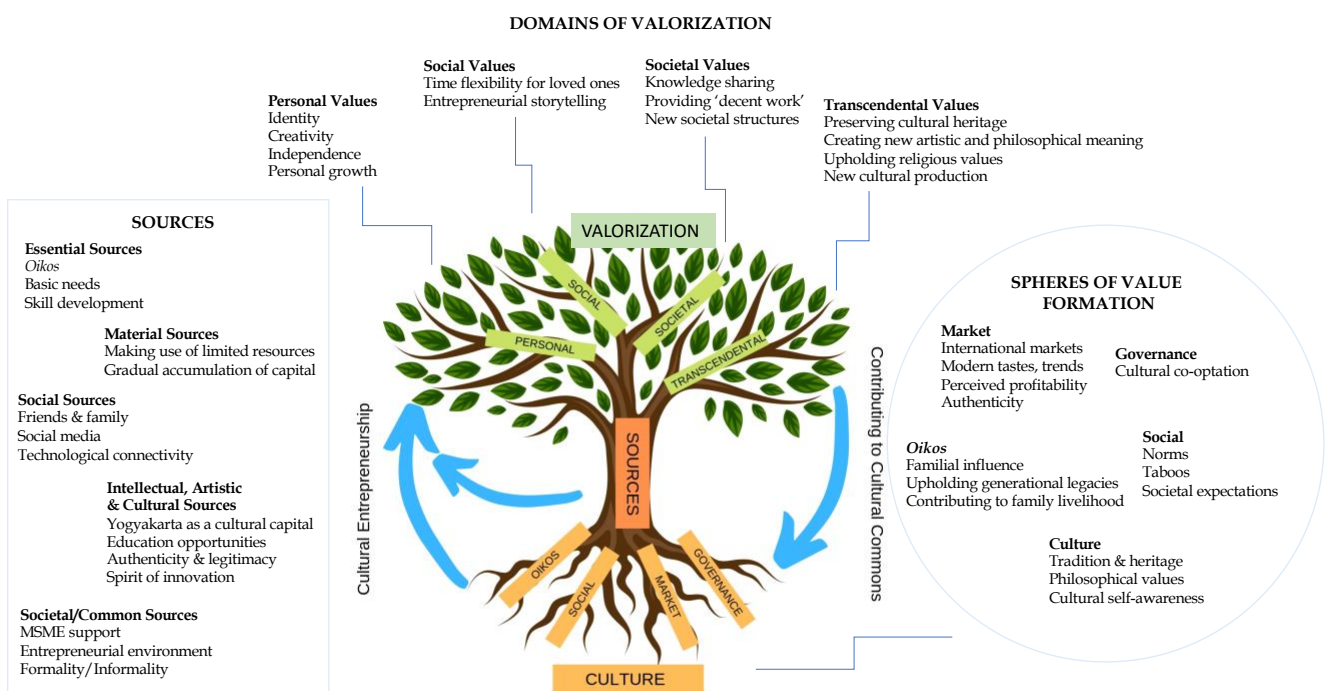 DOMAINS OF VALORIZATION
Personal Values
Identity
Creativity
Independence
Personal growth
Social Values
Time flexibility for loved ones
Entrepreneurial storytelling
Societal Values
Knowledge sharing
Providing ‘decent work’
New societal structures
Transcendental Values
Preserving cultural heritage
Creating new artistic and philosophical meaning
Upholding religious values
New cultural production
SOURCES
Essential Sources
Oikos
Basic needs
Skill development
Material Sources
Making use of limited resources
Gradual accumulation of capital
Social Sources
Friends & family
Social media
Technological connectivity
Intellectual, Artistic
& Cultural Sources
Yogyakarta as a cultural capital
Education opportunities
Authenticity & legitimacy
Spirit of innovation
Societal/Common Sources
MSME support
Entrepreneurial environment
Formality/Informality
Cultural Entrepreneurship
VALORIZATION
PERSONAL
SOCIAL
SOCIETAL
TRANSCENDENTAL
SOURCES
OIKOS
SOCIAL
MARKET
GOVERNANCE
CULTURE
Contributing to Cultural Commons
SPHERES OF VALUE
FORMATION
Market
International markets
Modern tastes, trends
Perceived profitability
Authenticity
Governance
Cultural co-optation
Oikos
Familial influence
Upholding generational legacies
Contributing to family livelihood
Social
Norms
Taboos
Societal expectations
Culture
Tradition & heritage
Philosophical values
Cultural self-awareness